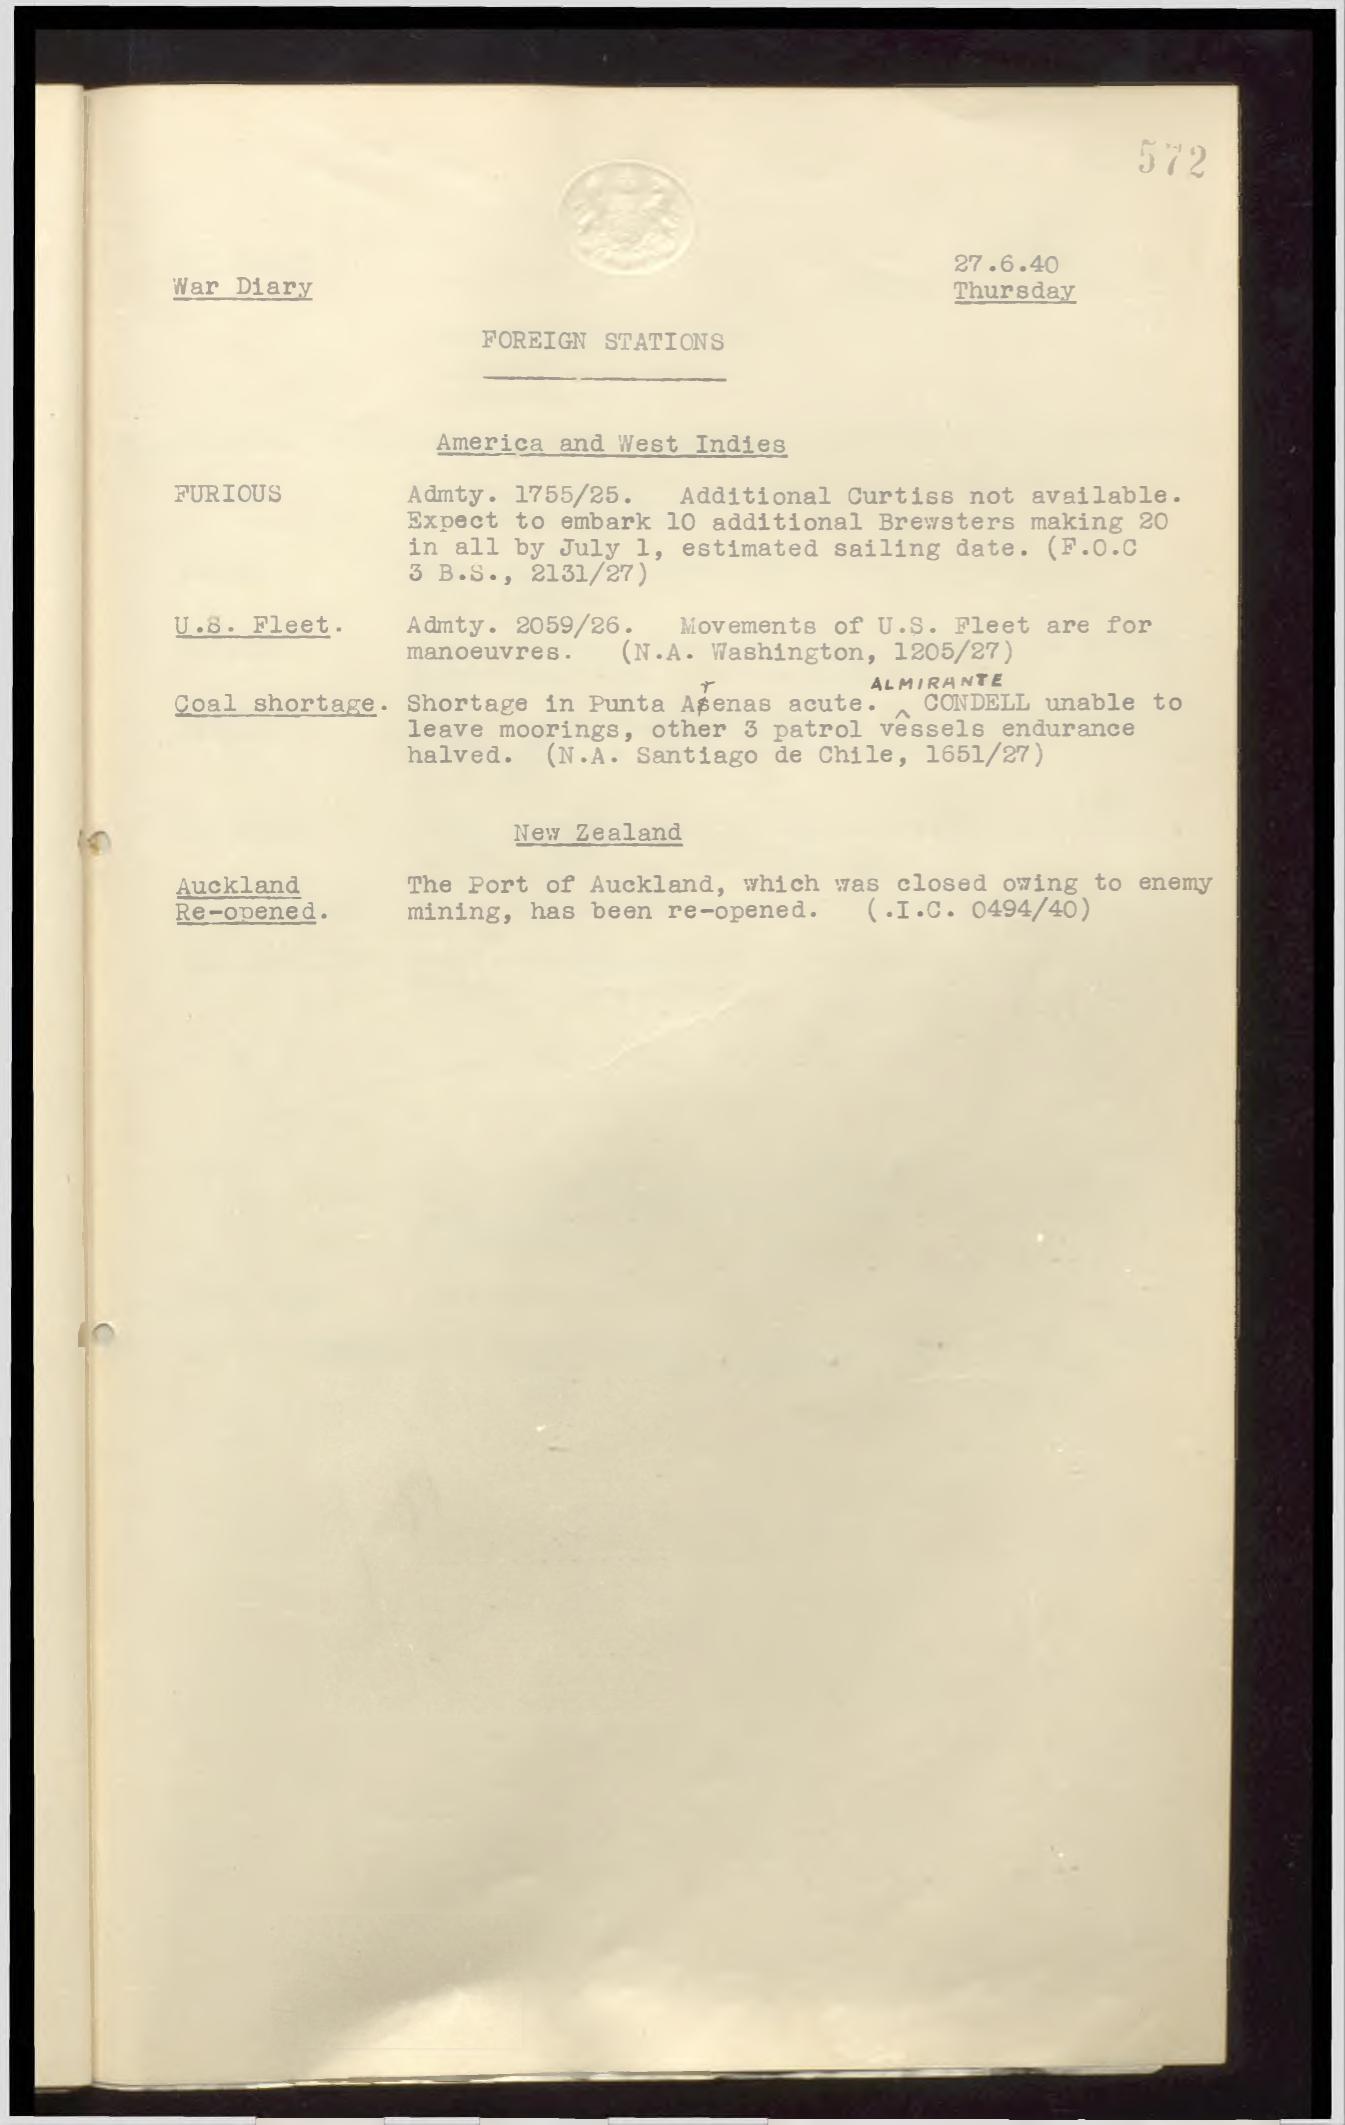 572
War Diary
27.6.40
Thursday
FOREIGN STATIONS
America and West Indies
FURIOUS Admty. 1755/25. Additional Curtiss not available.
Expect to embark 10 additional Brewsters making 20
in all by July 1, estimated sailing date. (F.O.C
3 B.S., 2131/27)
U.S. Fleet. Admty. 2059/26. Movements of U.S. Fleet are for
manoeuvres. (N.A. Washington, 1205/27)
Coal shortage. Shortage in Punta Arenas acute. ALMIRANTE CONDELL unable to
leave moorings, other 3 patrol vessels endurance
halved. (N.A. Santiago de Chile, 1651/27)
New Zealand
Auckland The Port of Auckland, which was closed owing to enemy
Re-opened. mining, has been re-opened. (.I.C. 0494/40)